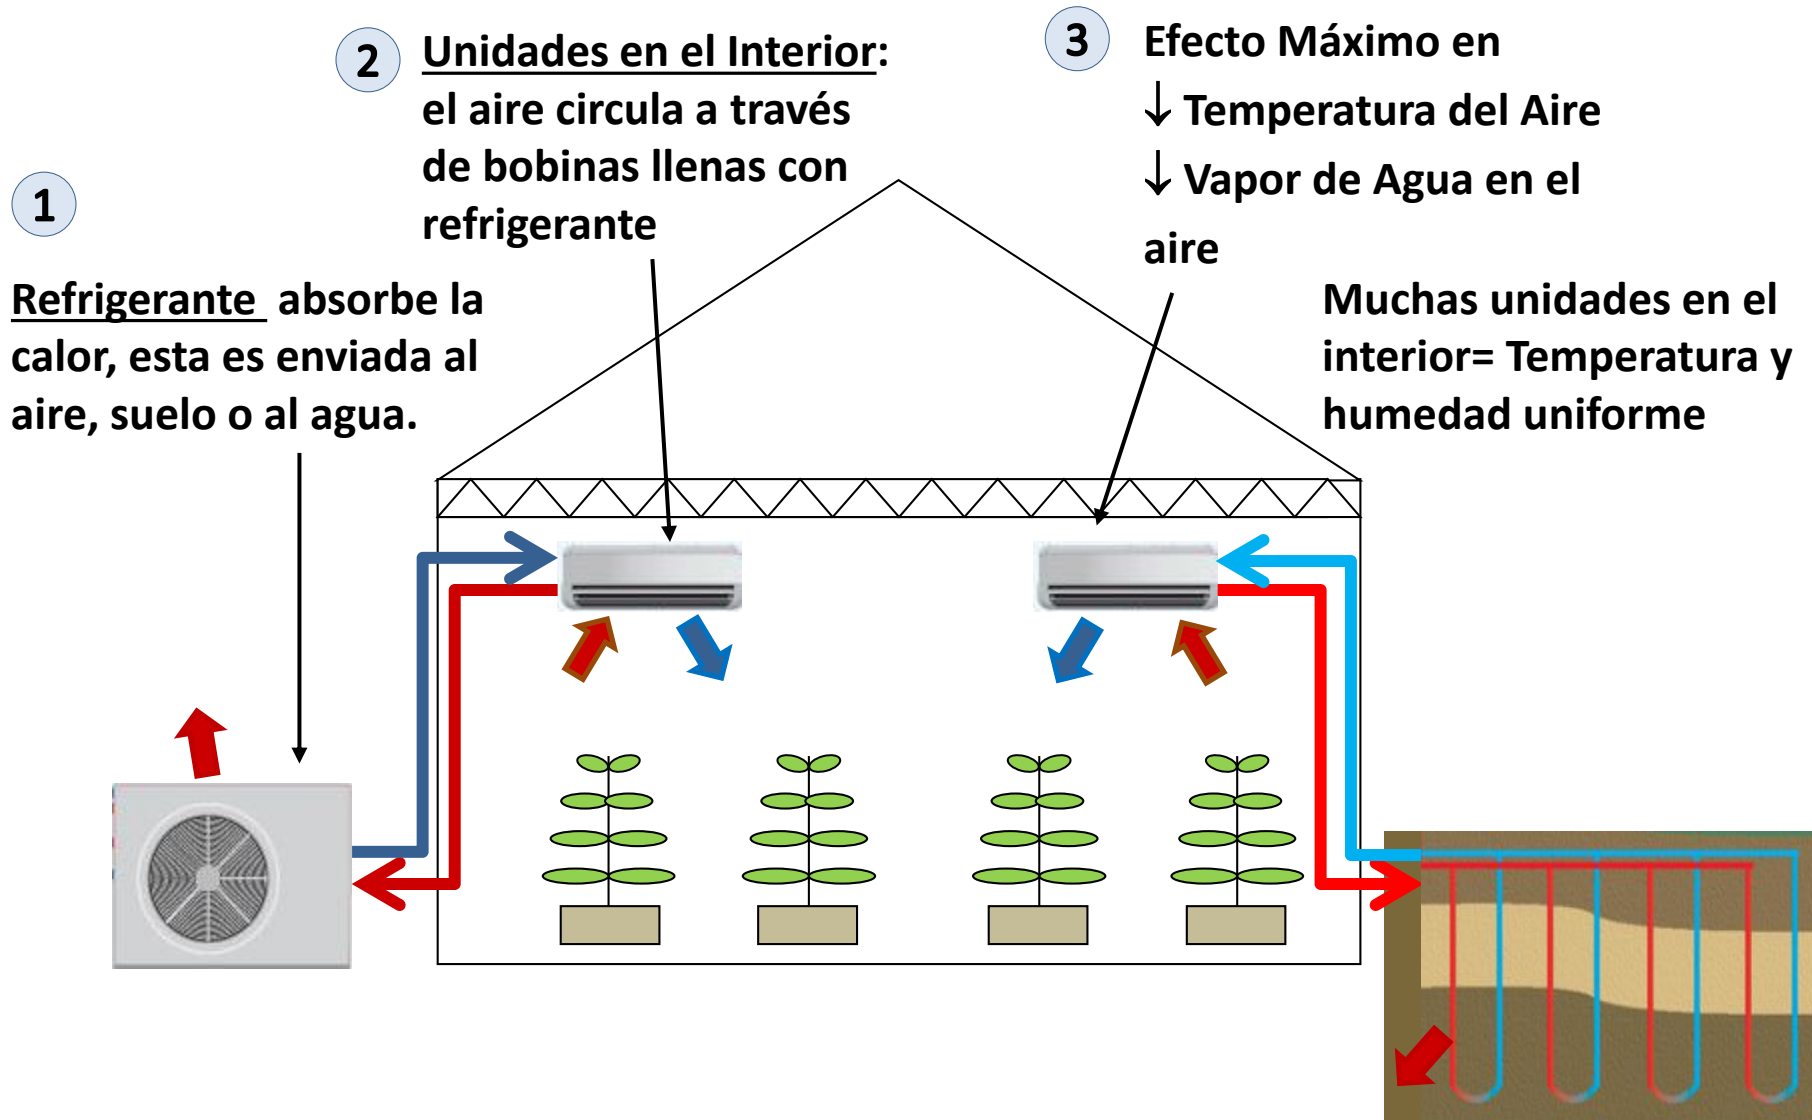 1
Refrigerante absorbe la
calor, esta es enviada al
aire, suelo o al agua.
2
Unidades en el Interior:
el aire circula a través
de bobinas llenas con
refrigerante
3
Efecto Máximo en
↓ Temperatura del Aire
↓ Vapor de Agua en el
aire
Muchas unidades en el
interior= Temperatura y
humedad uniforme